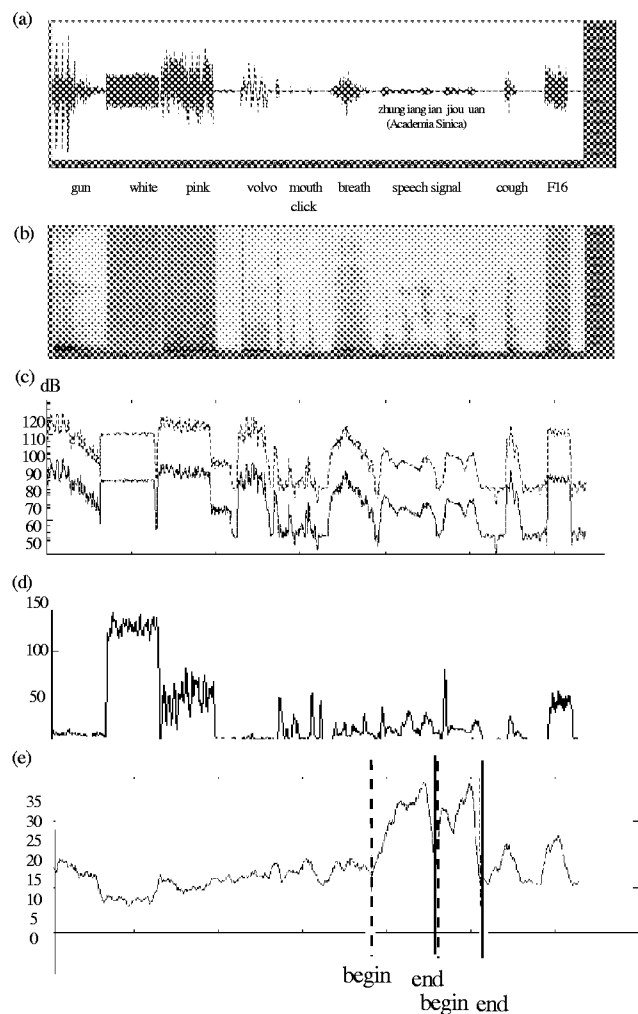 (a)
zhung iang ian jiou uan
(Academia Sinica)
gun white pink volvo mouth click breath speech signal cough F16
(b)
(c) dB
120
110
100
90
80
70
60
50
(d)
150
100
50
(e)
35
30
25
20
15
10
5
0
begin end
begin end